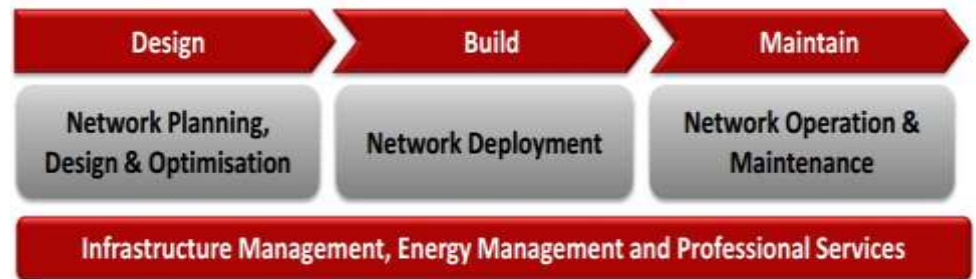 Design
Build
Maintain
Network Planning,
Design & Optimisation
Network Deployment
Network Operation &
Maintenance
Infrastructure Management, Energy Management and Professional Services